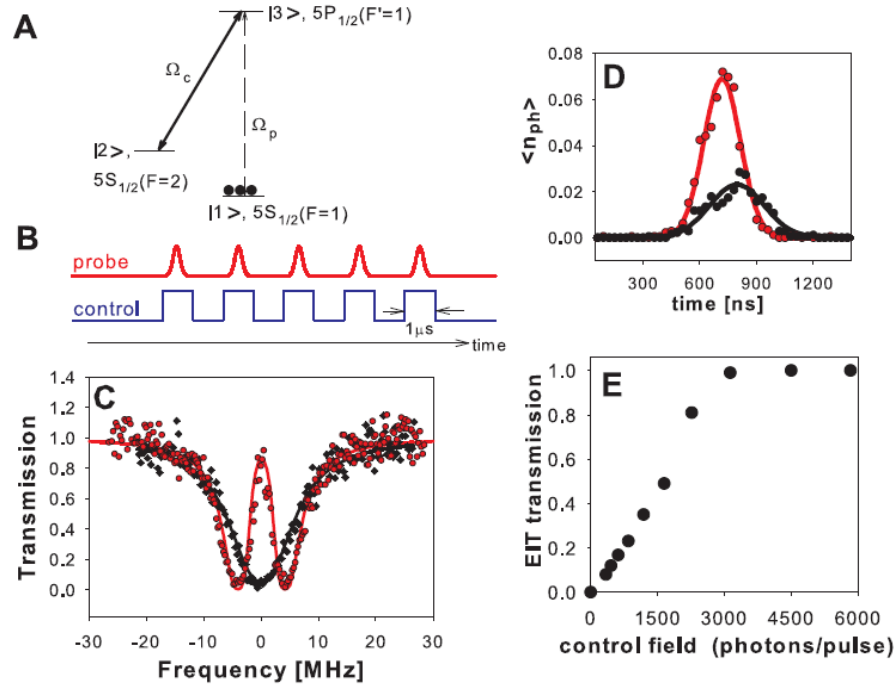 A
|3>, 5P1/2(F'=1)
Ωc
Ωp
|2>,
5S1/2(F=2)
|1>, 5S1/2(F=1)
B
probe
control
1μs
time
C
Transmission
1.4
1.2
1.0
0.8
0.6
0.4
0.2
0.0
-30 -20 -10 0 10 20 30
Frequency [MHz]
D
<nph>
0.08
0.06
0.04
0.02
0.00
300 600 900 1200
time [ns]
E
EIT transmission
1.0
0.8
0.6
0.4
0.2
0.0
0 1500 3000 4500 6000
control field (photons/pulse)